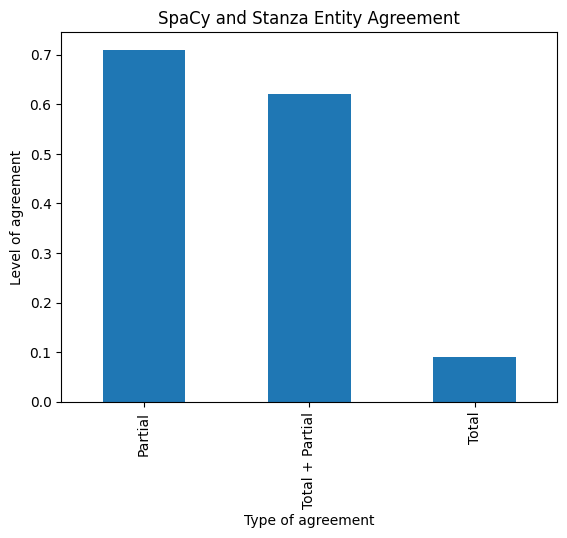 SpaCy and Stanza Entity Agreement
Level of agreement
0.7
0.6
0.5
0.4
0.3
0.2
0.1
0.0
Partial
Total + Partial
Total
Type of agreement